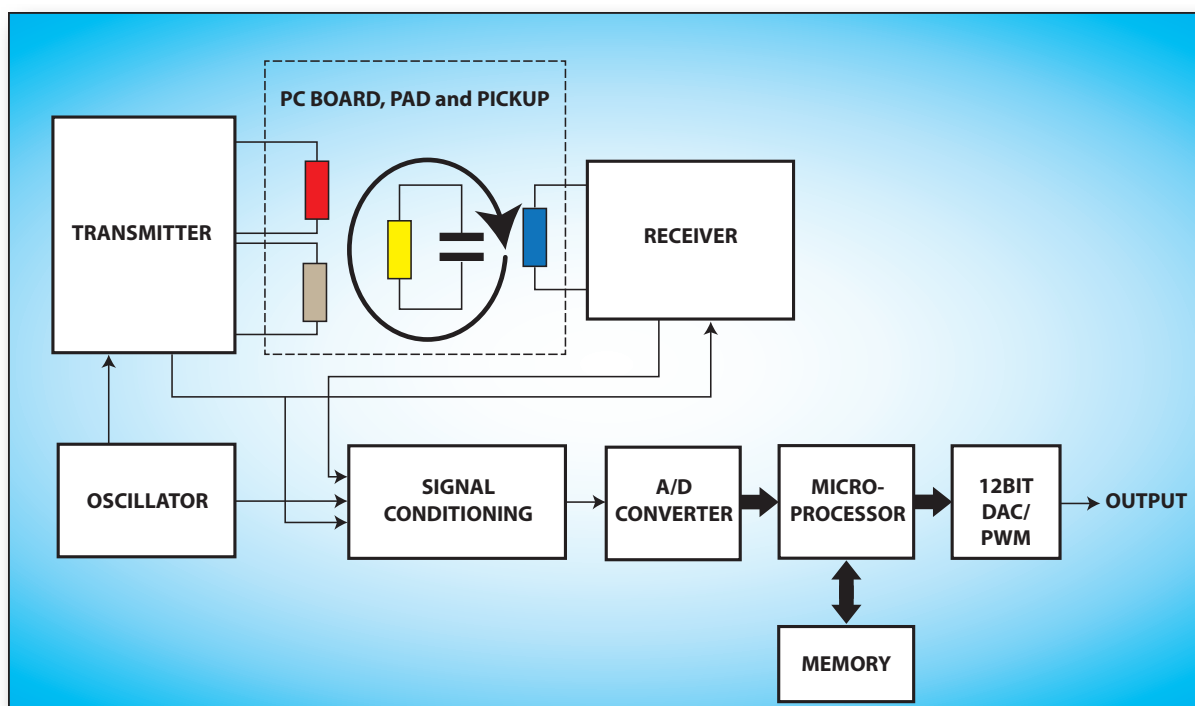 PC BOARD, PAD and PICKUP
TRANSMITTER
RECEIVER
OSCILLATOR
SIGNAL
CONDITIONING
A/D
CONVERTER
MICRO-
PROCESSOR
12BIT
DAC/
PWM
OUTPUT
MEMORY